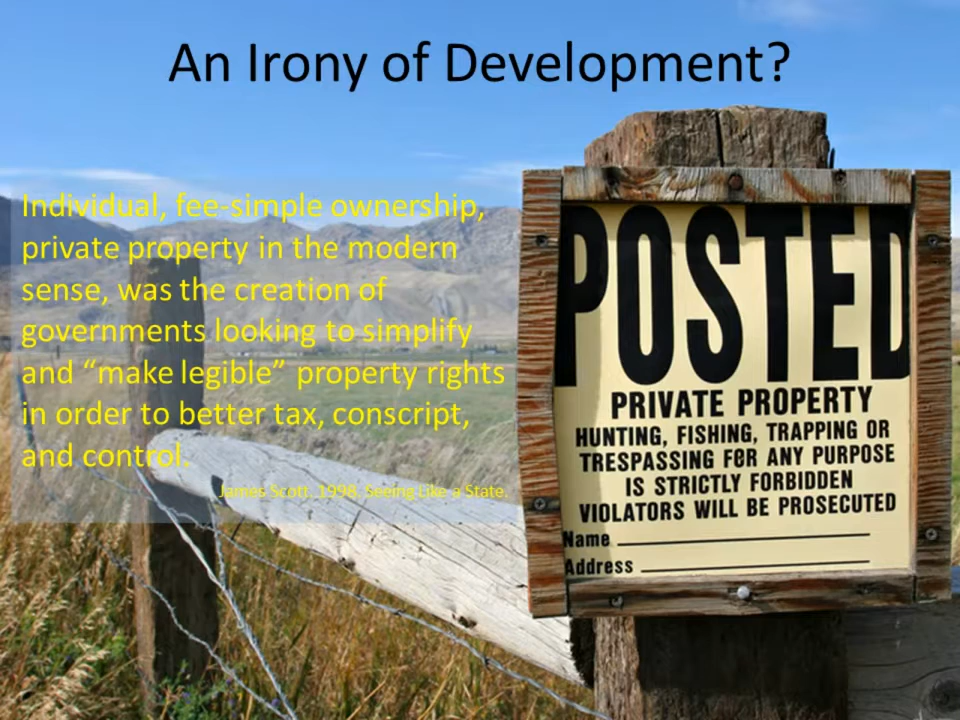 An Irony of Development?
Individual, fee-simple ownership,
private property in the modern
sense, was the creation of
governments looking to simplify
and “make legible” property rights
in order to better tax, conscript,
and control.
James Scott. 1998. Seeing Like a State.
POSTED
PRIVATE PROPERTY
HUNTING, FISHING, TRAPPING OR
TRESPASSING FOR ANY PURPOSE
IS STRICTLY FORBIDDEN
VIOLATORS WILL BE PROSECUTED
Name
Address